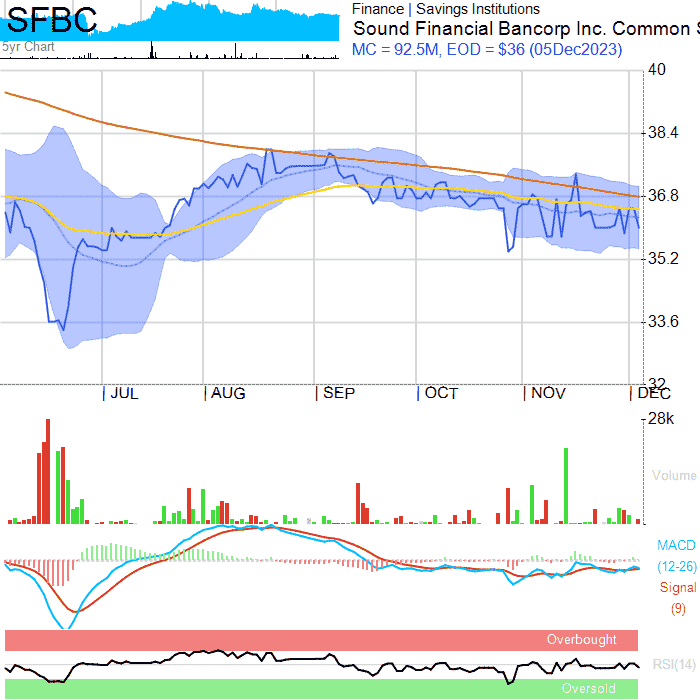 SFBC
5yr Chart
Finance | Savings Institutions
Sound Financial Bancorp Inc. Common S
MC = 92.5M, EOD = $36 (05Dec2023)
40
38.4
36.8
35.2
33.6
32
JUL AUG SEP OCT NOV DEC
28k
Volume
MACD
(12-26)
Signal
(9)
Overbought
RSI(14)
Oversold